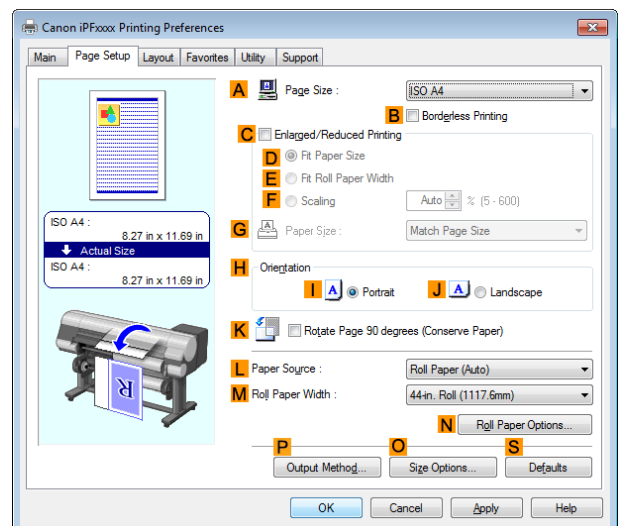 Canon iPFxxxx Printing Preferences
Main Page Setup Layout Favorites Utility Support
A Page Size : ISO A4
B Borderless Printing
C Enlarged/Reduced Printing
D Fit Paper Size
E Fit Roll Paper Width
F Scaling Auto % (5 - 600)
ISO A4 :
8.27 in x 11.69 in
Actual Size
ISO A4 :
8.27 in x 11.69 in
G A Paper Size : Match Page Size
H Orientation
I A Portrait J A Landscape
K Rotate Page 90 degrees (Conserve Paper)
R
L Paper Source : Roll Paper (Auto)
M Roll Paper Width : 44-in. Roll (1117.6mm)
N Roll Paper Options...
P O S
Output Method... Size Options... Defaults
OK Cancel Apply Help